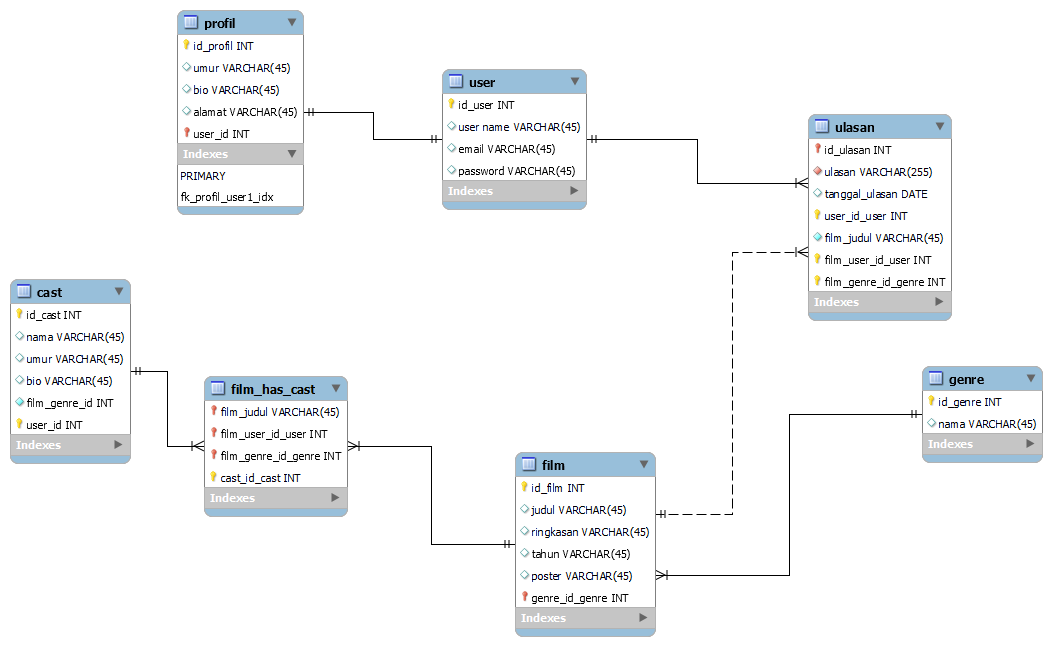 profil
id_profil INT
umur VARCHAR(45)
bio VARCHAR(45)
alamat VARCHAR(45)
user_id INT
Indexes
PRIMARY
fk_profil_user1_idx
user
id_user INT
user name VARCHAR(45)
email VARCHAR(45)
password VARCHAR(45)
Indexes
ulasan
id_ulasan INT
ulasan VARCHAR(255)
tanggal_ulasan DATE
user_id_user INT
film_judul VARCHAR(45)
film_user_id_user INT
film_genre_id_genre INT
Indexes
cast
id_cast INT
nama VARCHAR(45)
umur VARCHAR(45)
bio VARCHAR(45)
film_genre_id INT
user_id INT
Indexes
film_has_cast
film_judul VARCHAR(45)
film_user_id_user INT
film_genre_id_genre INT
cast_id_cast INT
Indexes
film
id_film INT
judul VARCHAR(45)
ringkasan VARCHAR(45)
tahun VARCHAR(45)
poster VARCHAR(45)
genre_id_genre INT
Indexes
genre
id_genre INT
nama VARCHAR(45)
Indexes